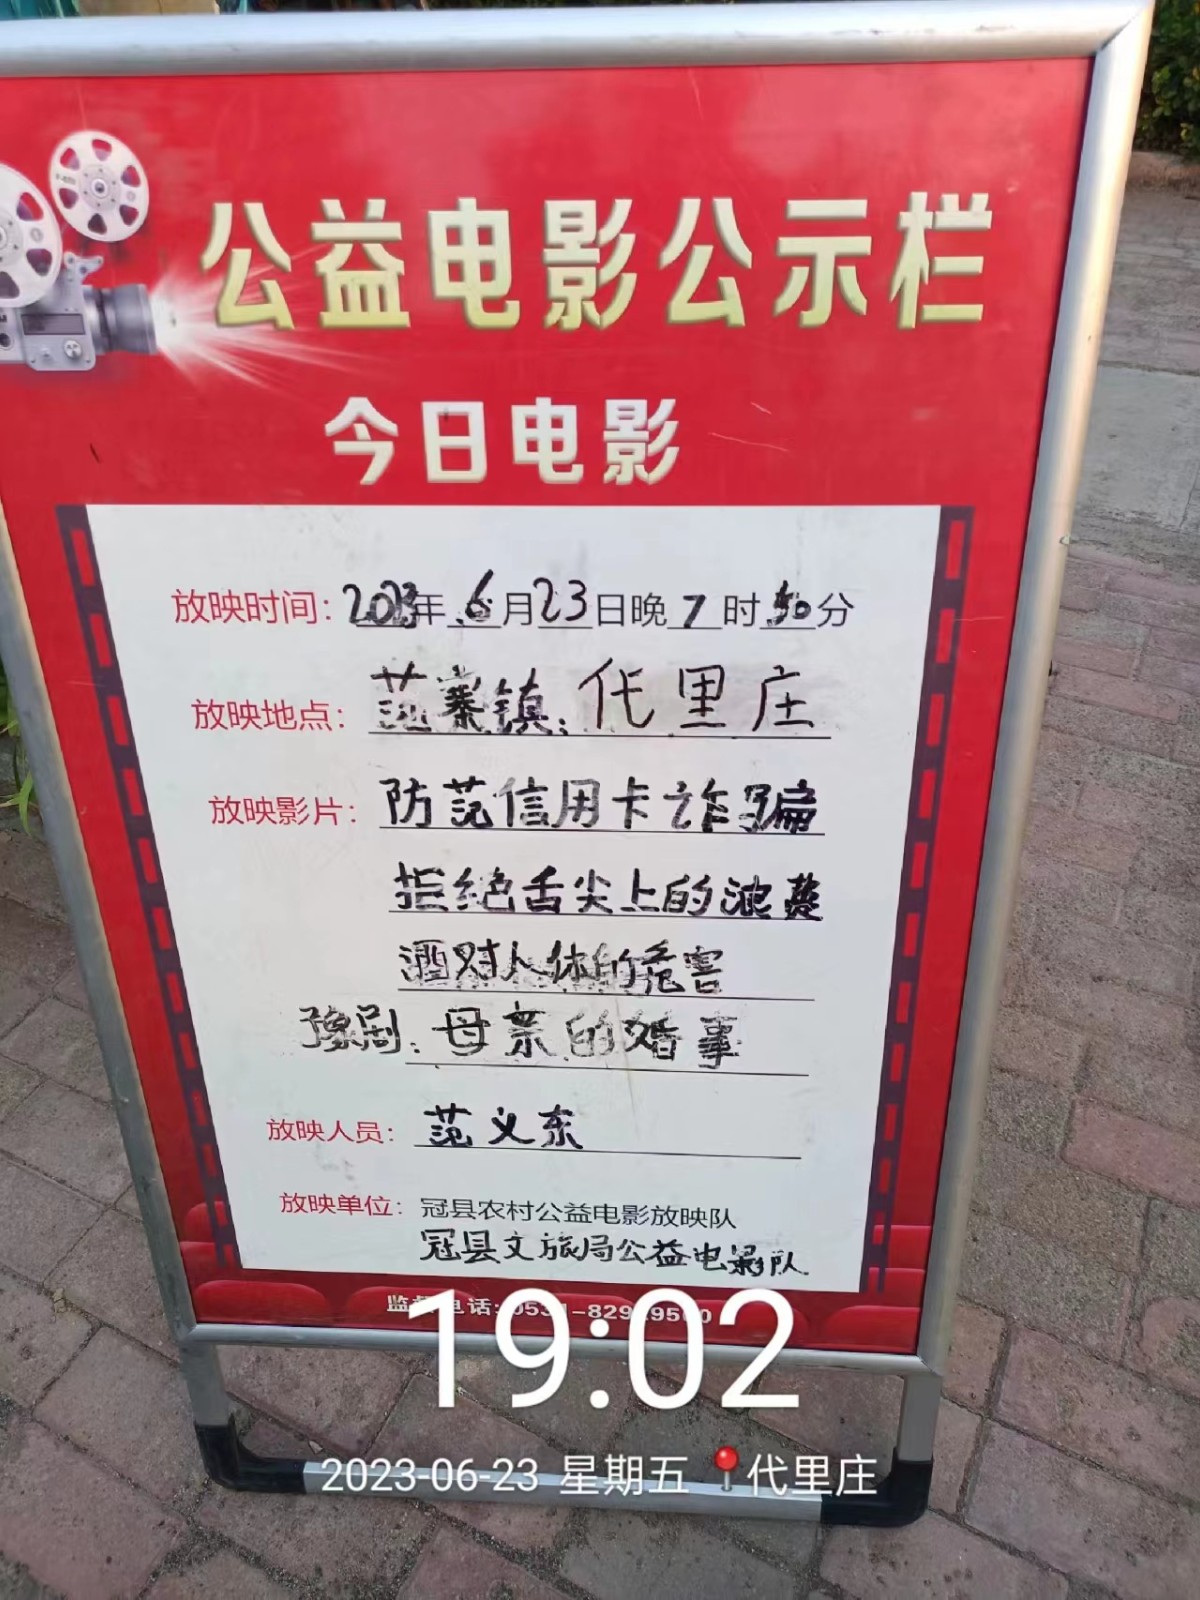 公益电影公示栏
今日电影
放映时间：2023年 6月23日晚 7 时50分
放映地点：范寨镇：代里庄
放映影片：防范信用卡诈骗
拒绝舌尖上的浪费
酒对人体的危害
豫剧：母亲的婚事
放映人员：范义东
放映单位：冠县农村公益电影放映队
冠县文旅局公益电影队
监督电话:
19:02
2023-06-23 星期五 代里庄